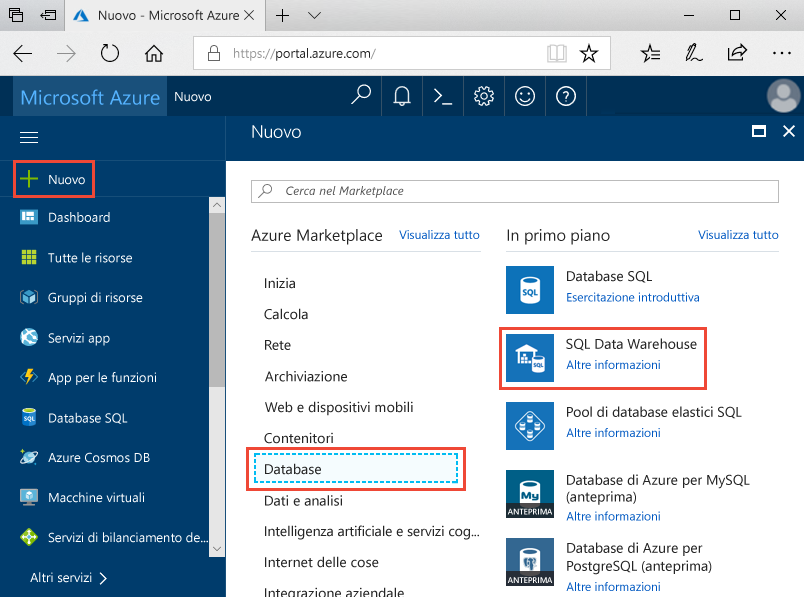 Nuovo - Microsoft Azure
https://portal.azure.com/
Microsoft Azure Nuovo
Nuovo
Nuovo
Dashboard
Tutte le risorse
Gruppi di risorse
Servizi app
App per le funzioni
Database SQL
Azure Cosmos DB
Macchine virtuali
Servizi di bilanciamento de...
Altri servizi
Cerca nel Marketplace
Azure Marketplace Visualizza tutto
Inizia
Calcola
Rete
Archiviazione
Web e dispositivi mobili
Contenitori
Database
Dati e analisi
Intelligenza artificiale e servizi cog...
Internet delle cose
Integrazione aziendale
In primo piano Visualizza tutto
SQL
Database SQL
Esercitazione introduttiva
SQL
SQL Data Warehouse
Altre informazioni
Pool di database elastici SQL
Altre informazioni
My
ANTEPRIMA
Database di Azure per MySQL
(anteprima)
Altre informazioni
ANTEPRIMA
Database di Azure per
PostgreSQL (anteprima)
Altre informazioni